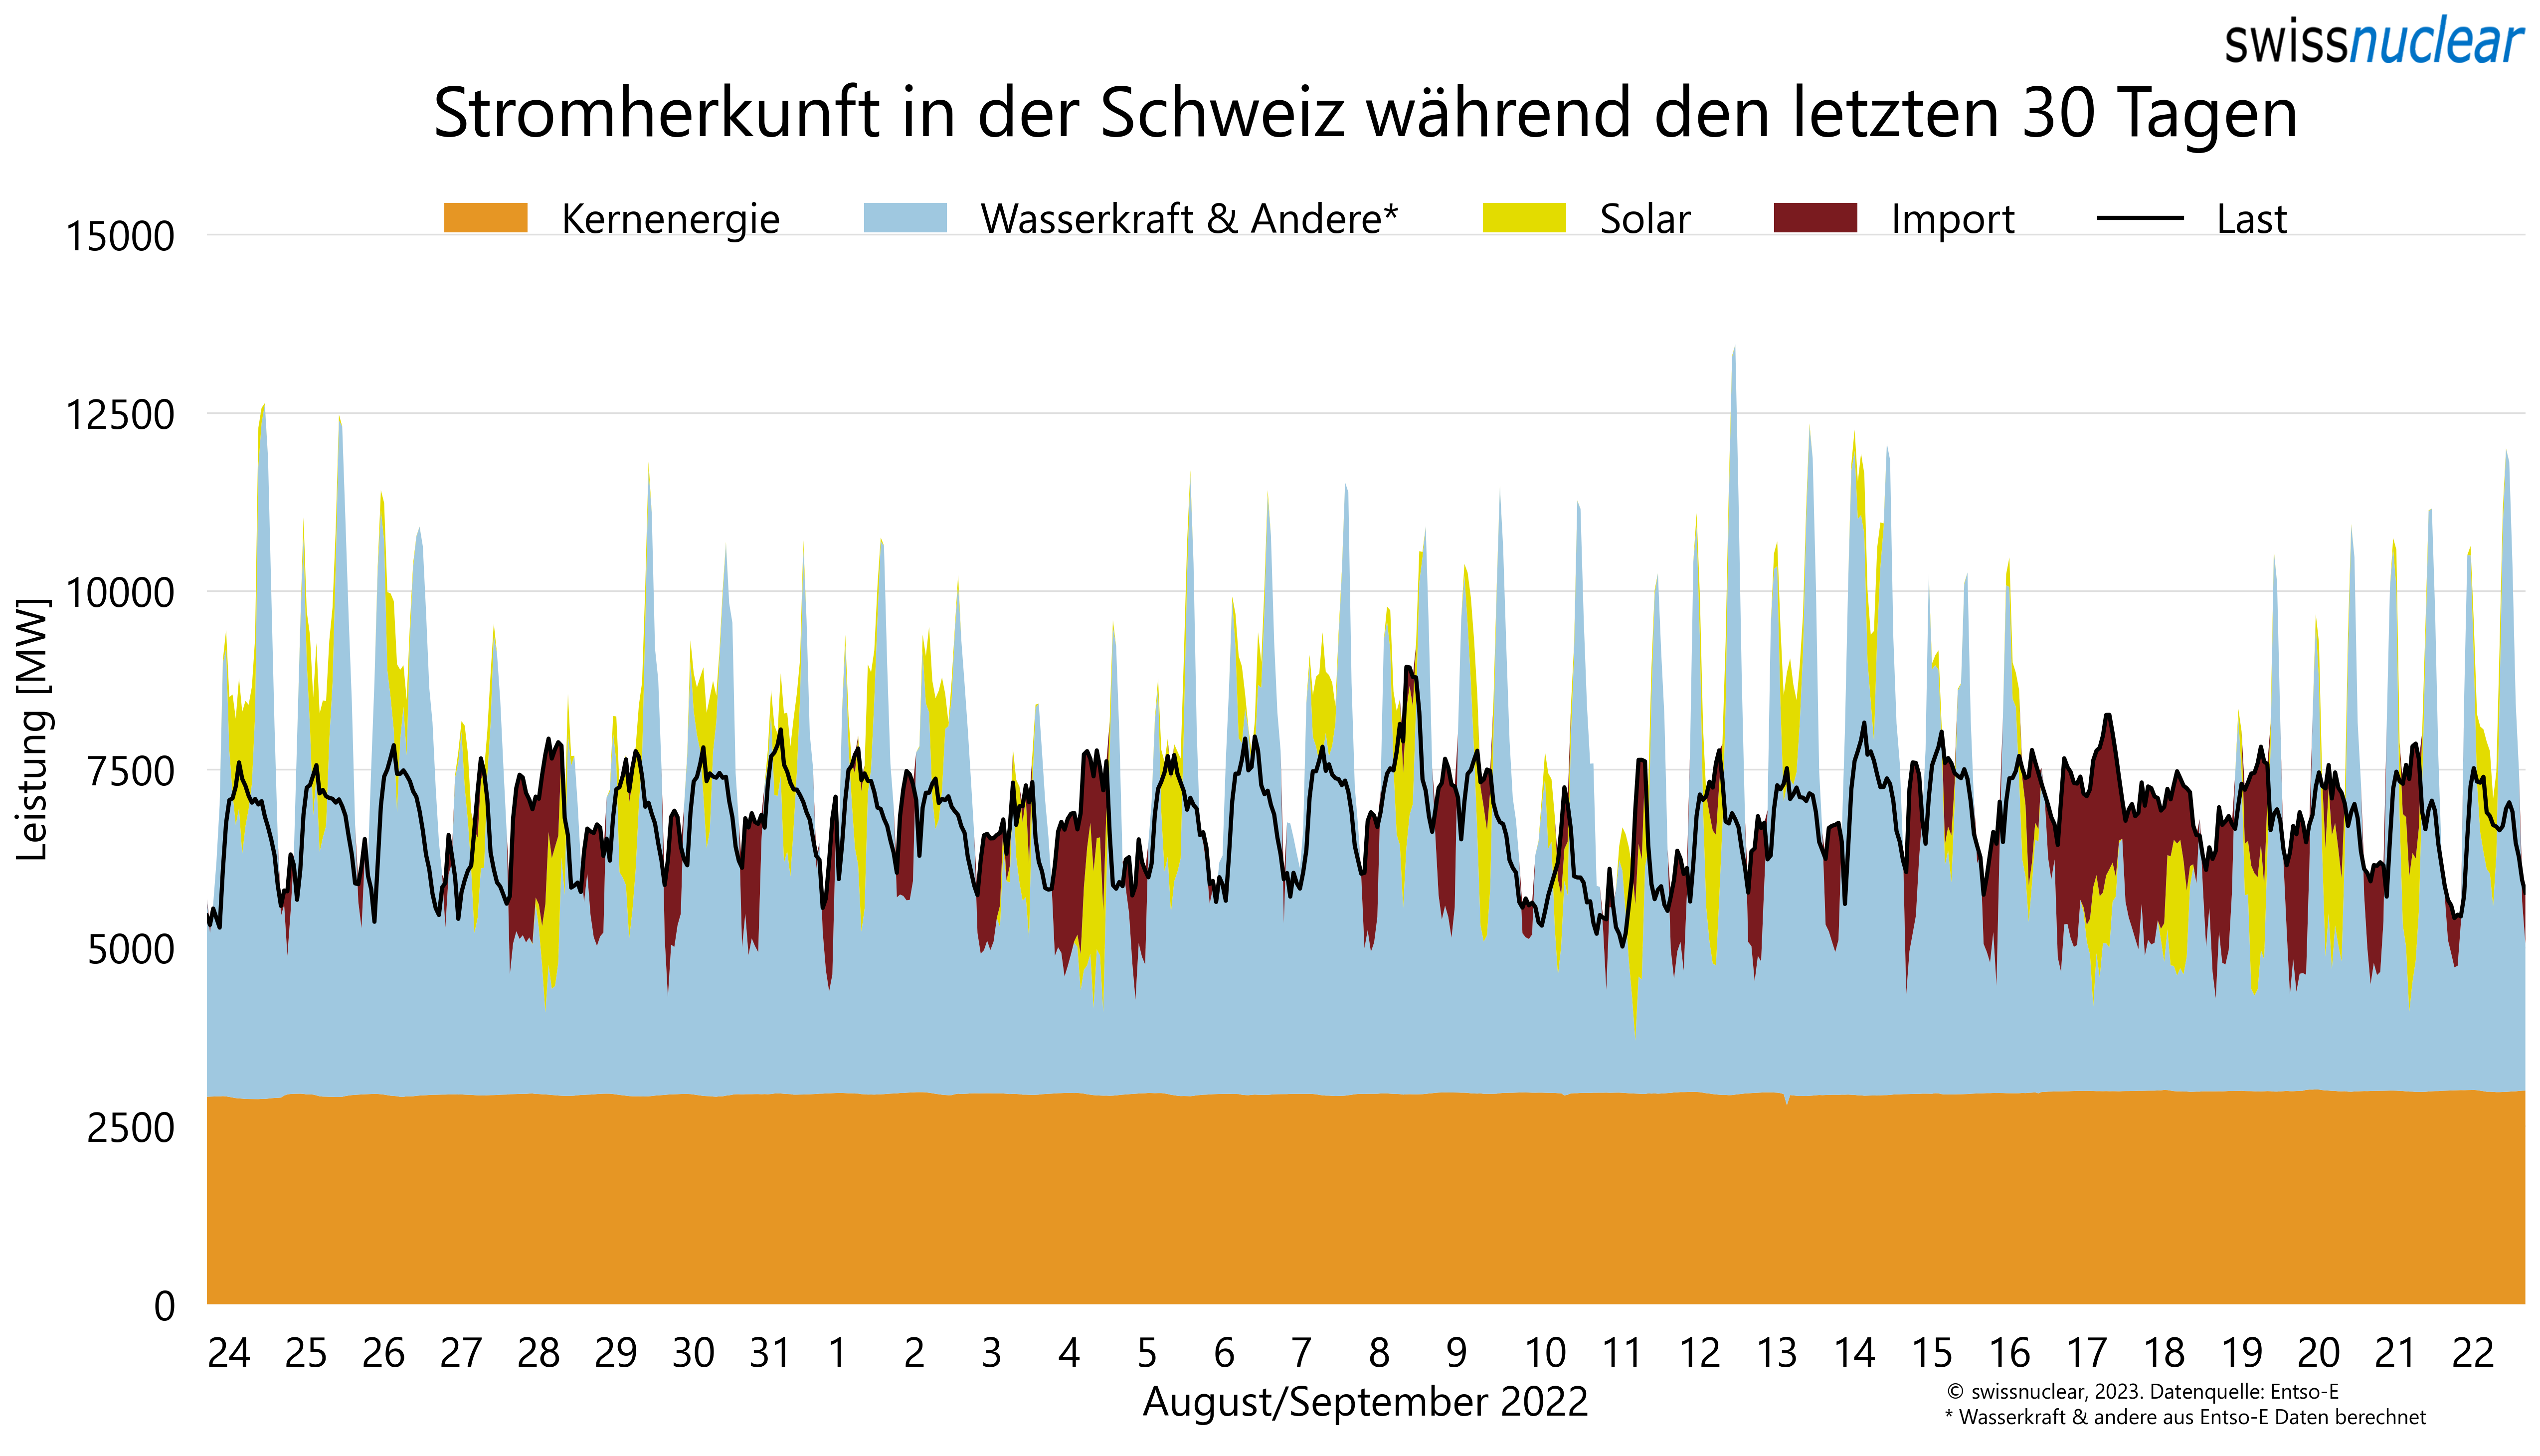 swissnuclear
Stromherkunft in der Schweiz während den letzten 30 Tagen
Kernenergie Wasserkraft & Andere* Solar Import Last
15000
12500
10000
7500
5000
2500
0
Leistung [MW]
24 25 26 27 28 29 30 31 1 2 3 4 5 6 7 8 9 10 11 12 13 14 15 16 17 18 19 20 21 22
August/September 2022
© swissnuclear, 2023. Datenquelle: Entso-E
* Wasserkraft & andere aus Entso-E Daten berechnet